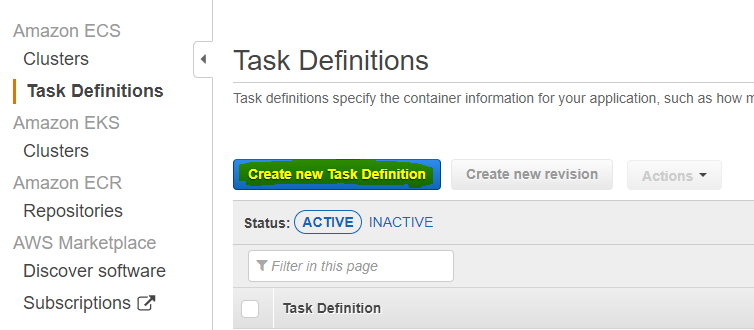 Amazon ECS
Clusters
Task Definitions
Amazon EKS
Clusters
Amazon ECR
Repositories
AWS Marketplace
Discover software
Subscriptions
Task Definitions
Task definitions specify the container information for your application, such as how
Create new Task Definition
Create new revision
Actions
Status: ACTIVE INACTIVE
Filter in this page
Task Definition